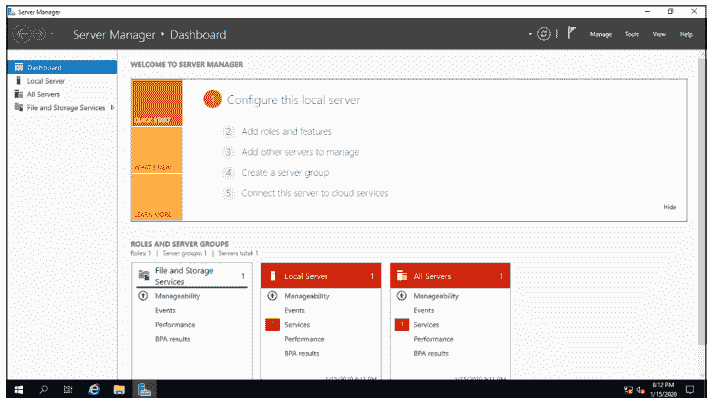 Server Manager
Server Manager • Dashboard
Manage Tools View Help
Dashboard
Local Server
All Servers
File and Storage Services
WELCOME TO SERVER MANAGER
QUICK START
WHAT'S NEW
LEARN MORE
1 Configure this local server
2 Add roles and features
3 Add other servers to manage
4 Create a server group
5 Connect this server to cloud services
Hide
ROLES AND SERVER GROUPS
Roles: 1 | Server groups: 1 | Servers total: 1
File and Storage Services 1
Manageability
Events
Performance
BPA results
Local Server 1
Manageability
Events
1 Services
Performance
BPA results
All Servers 1
Manageability
Events
1 Services
Performance
BPA results
8:12 PM
1/15/2020